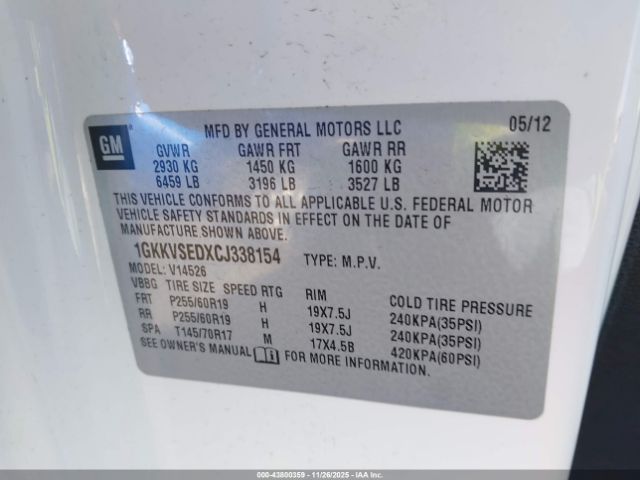 GM
MFD BY GENERAL MOTORS LLC 05/12
GVWR GAWR FRT GAWR RR
2930 KG 1450 KG 1600 KG
6459 LB 3196 LB 3527 LB
THIS VEHICLE CONFORMS TO ALL APPLICABLE U.S. FEDERAL MOTOR
VEHICLE SAFETY STANDARDS IN EFFECT ON THE DATE OF
MANUFACTURE SHOWN ABOVE.
1GKKVSEDXCJ338154 TYPE: M.P.V.
MODEL: V14526
VBBG TIRE SIZE SPEED RTG RIM COLD TIRE PRESSURE
FRT P255/60R19 H 19X7.5J 240KPA(35PSI)
RR P255/60R19 H 19X7.5J 240KPA(35PSI)
SPA T145/70R17 M 17X4.5B 420KPA(60PSI)
SEE OWNER'S MANUAL FOR MORE INFORMATION.
000-43800359 - 11/26/2025 - IAA